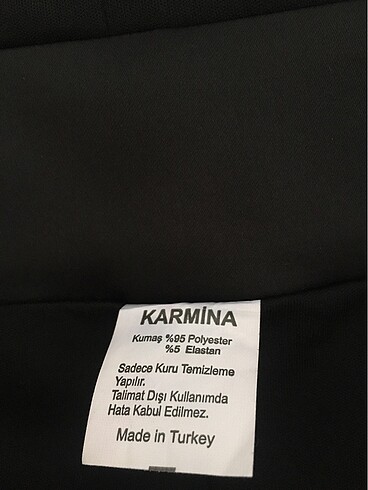 KARMİNA
Kumaş %95 Polyester
%5 Elastan
Sadece Kuru Temizleme
Yapılır.
Talimat Dışı Kullanımda
Hata Kabul Edilmez.
Made in Turkey